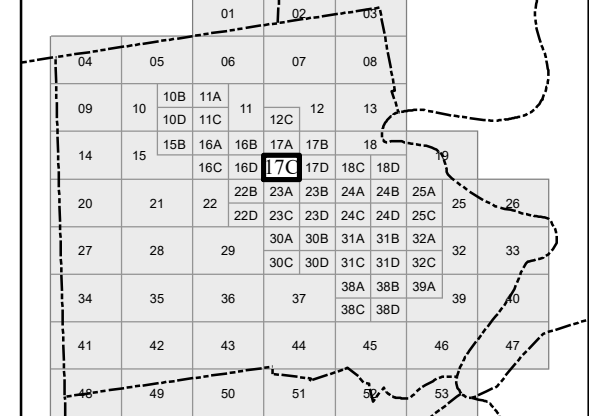 01 02 03
04 05 06 07 08
10B 11A
09 10 11 12 13
10D 11C 12C
15B 16A 16B 17A 17B 18
14 15 19
16C 16D 17C 17D 18C 18D
22B 23A 23B 24A 24B 25A
20 21 22 25 26
22D 23C 23D 24C 24D 25C
30A 30B 31A 31B 32A
27 28 29 32 33
30C 30D 31C 31D 32C
38A 38B 39A
34 35 36 37 39 40
38C 38D
41 42 43 44 45 46 47
48 49 50 51 52 53